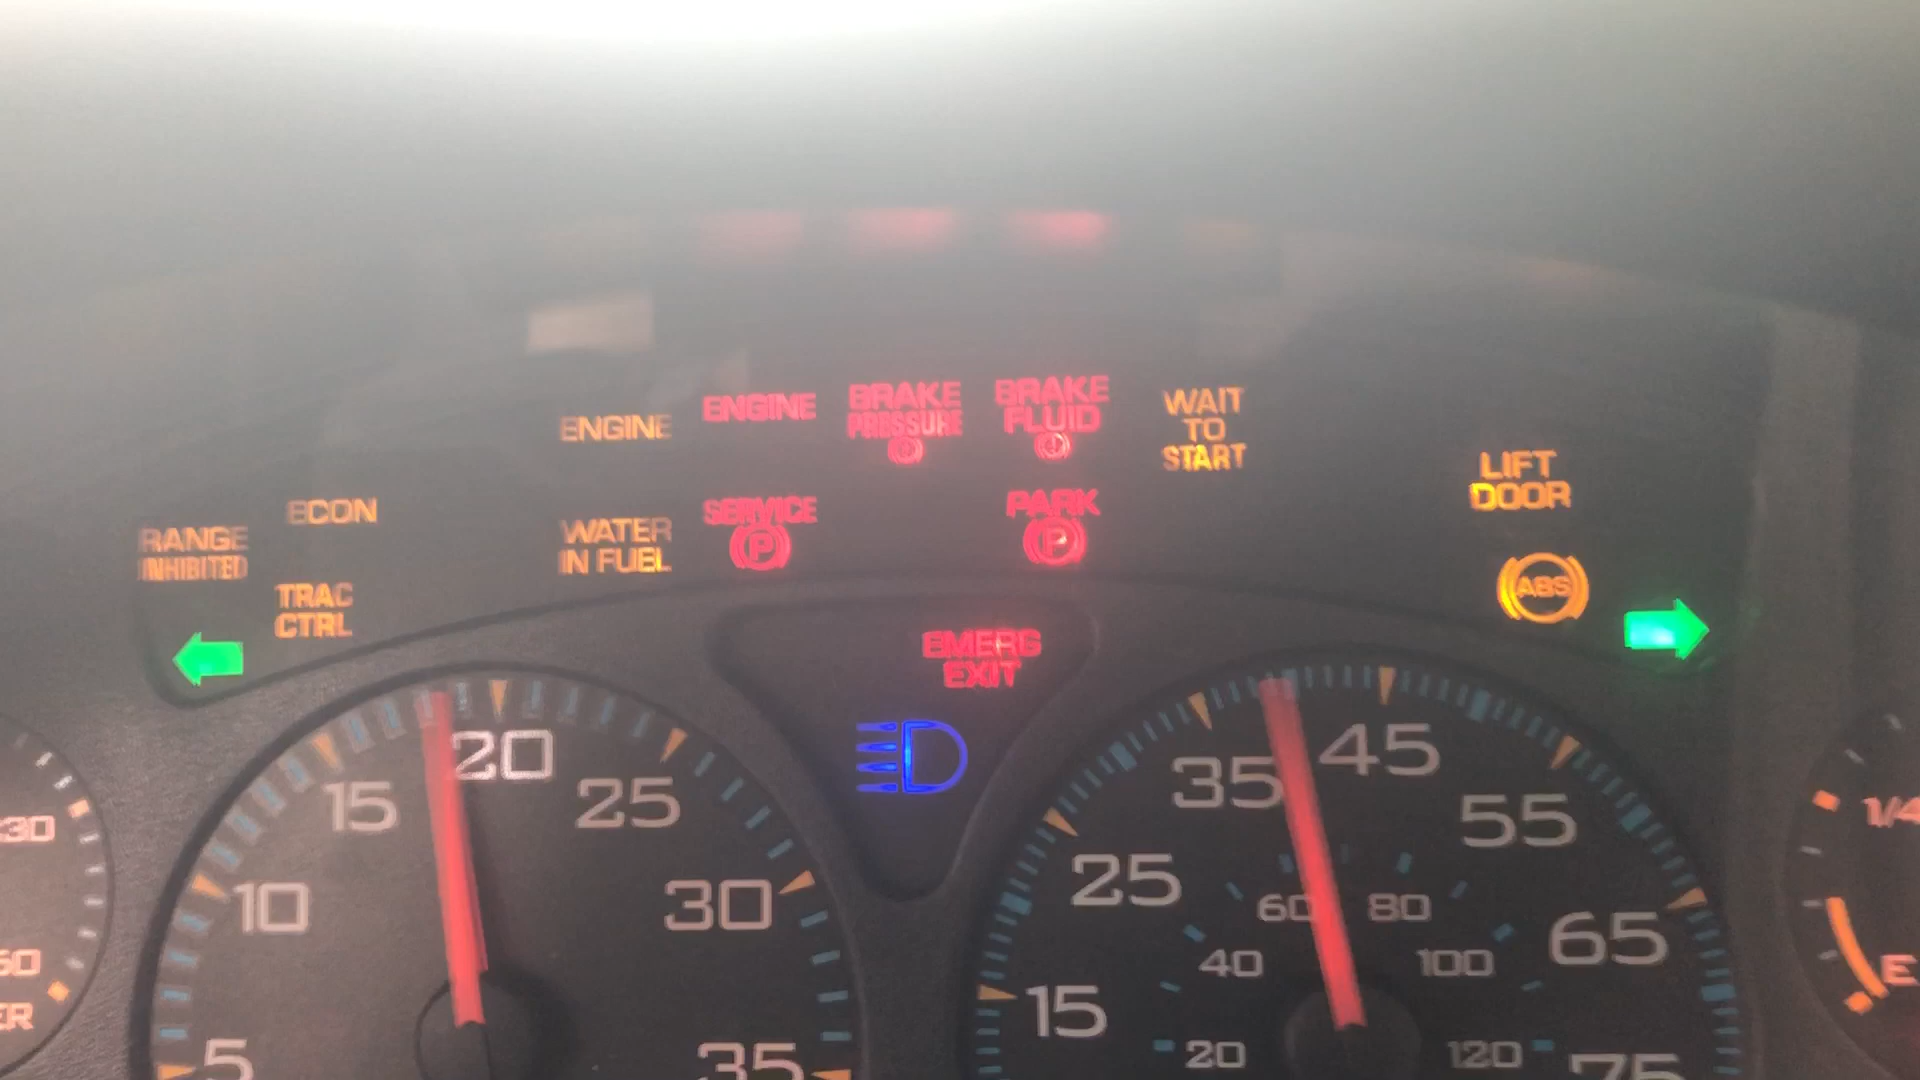 ENGINE
ENGINE
BRAKE
PRESSURE
BRAKE
FLUID
WAIT
TO
START
LIFT
DOOR
RANGE
INHIBITED
ECON
TRAC
CTRL
WATER
IN FUEL
SERVICE
P
PARK
P
ABS
EMERG
EXIT
5
10
15
20
25
30
35
15
25
35
45
55
65
75
20
40
60
80
100
120
1/4
E